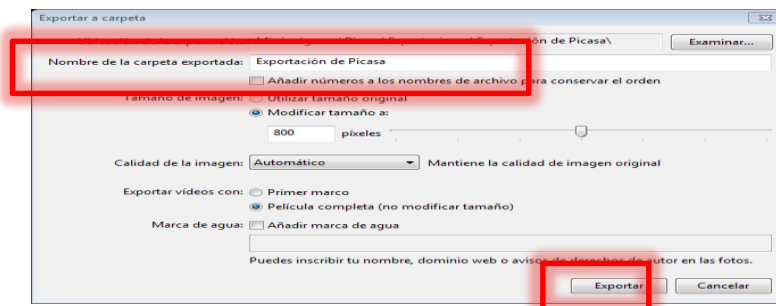 Exportar a carpeta
Exportación de Picasa\
Examinar...
Nombre de la carpeta exportada: Exportación de Picasa
Añadir números a los nombres de archivo para conservar el orden
Tamaño de imagen: Utilizar tamaño original
Modificar tamaño a:
800 píxeles
Calidad de la imagen: Automático Mantiene la calidad de imagen original
Exportar vídeos con: Primer marco
Película completa (no modificar tamaño)
Marca de agua: Añadir marca de agua
Puedes inscribir tu nombre, dominio web o avisos de derechos de autor en las fotos.
Exportar Cancelar